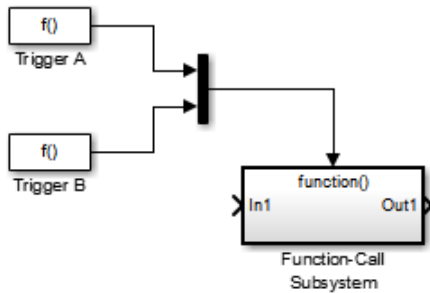 f()
Trigger A
f()
Trigger B
function()
In1 Out1
Function-Call
Subsystem